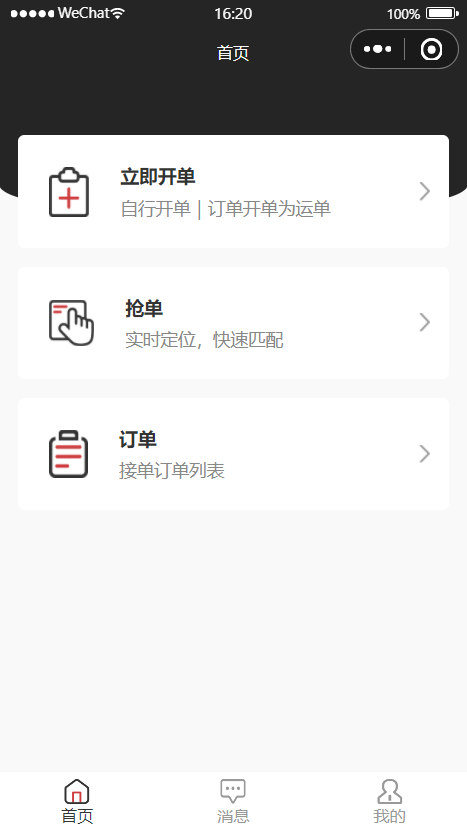 WeChat 16:20 100%
首页
立即开单
自行开单 | 订单开单为运单
抢单
实时定位，快速匹配
订单
接单订单列表
首页 消息 我的